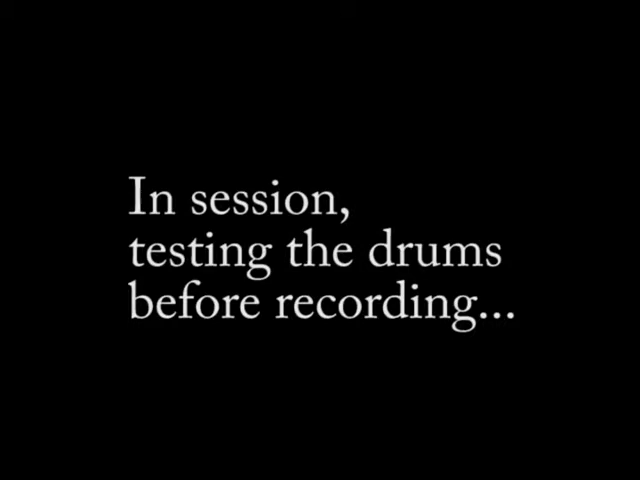 In session,
testing the drums
before recording...